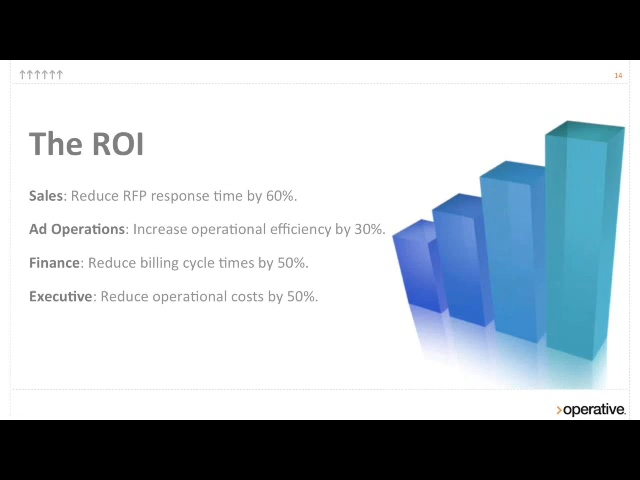 ↑↑↑↑↑↑
14
The ROI
Sales: Reduce RFP response time by 60%.
Ad Operations: Increase operational efficiency by 30%.
Finance: Reduce billing cycle times by 50%.
Executive: Reduce operational costs by 50%.
>operative.